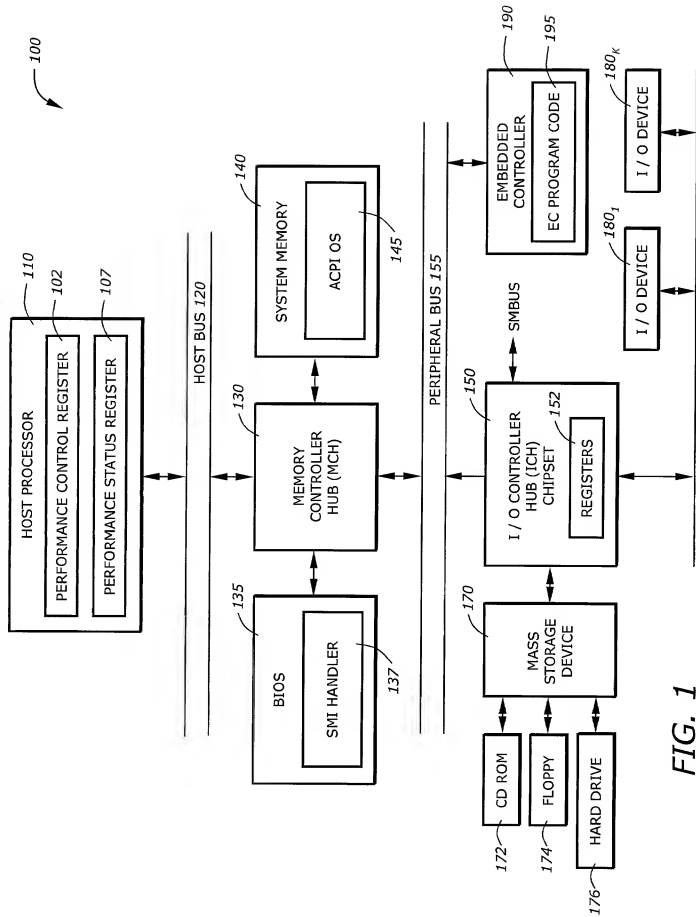 100
110
HOST PROCESSOR
102
PERFORMANCE CONTROL REGISTER
107
PERFORMANCE STATUS REGISTER
HOST BUS 120
135
BIOS
SMI HANDLER
137
130
MEMORY
CONTROLLER
HUB (MCH)
140
SYSTEM MEMORY
ACPI OS
145
PERIPHERAL BUS 155
172
CD ROM
174
FLOPPY
176
HARD DRIVE
170
MASS
STORAGE
DEVICE
150
I / O CONTROLLER
HUB (ICH)
CHIPSET
152
REGISTERS
SMBUS
190
EMBEDDED
CONTROLLER
195
EC PROGRAM CODE
180₁
I / O DEVICE
180ₖ
I / O DEVICE
FIG. 1